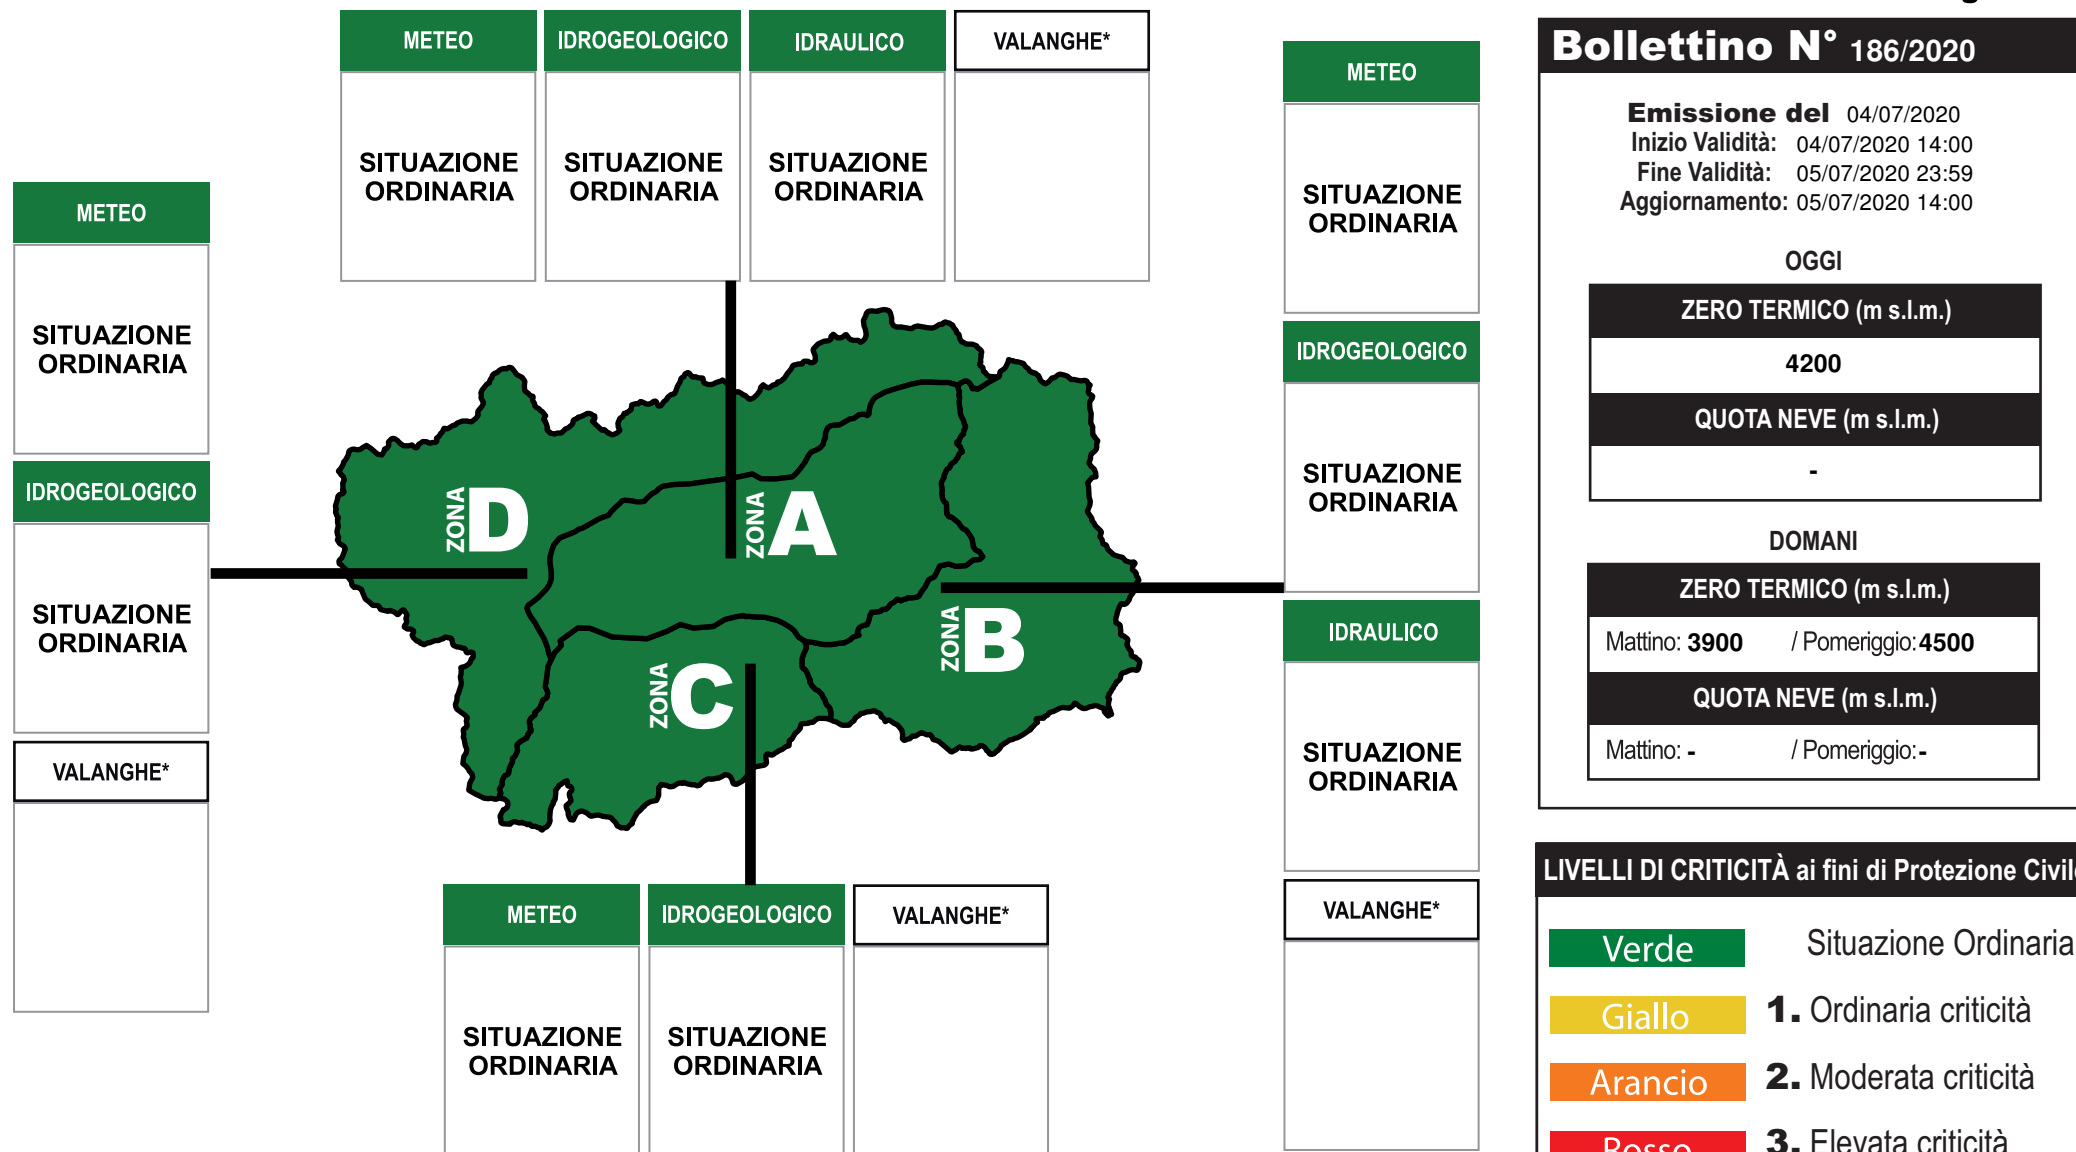 METEO
IDROGEOLOGICO
IDRAULICO
VALANGHE*
SITUAZIONE
ORDINARIA
SITUAZIONE
ORDINARIA
SITUAZIONE
ORDINARIA
METEO
SITUAZIONE
ORDINARIA
IDROGEOLOGICO
SITUAZIONE
ORDINARIA
VALANGHE*
ZONA D
ZONA A
ZONA B
ZONA C
METEO
SITUAZIONE
ORDINARIA
IDROGEOLOGICO
SITUAZIONE
ORDINARIA
IDRAULICO
SITUAZIONE
ORDINARIA
VALANGHE*
METEO
IDROGEOLOGICO
VALANGHE*
SITUAZIONE
ORDINARIA
SITUAZIONE
ORDINARIA
Bollettino N° 186/2020
Emissione del 04/07/2020
Inizio Validità: 04/07/2020 14:00
Fine Validità: 05/07/2020 23:59
Aggiornamento: 05/07/2020 14:00
OGGI
ZERO TERMICO (m s.l.m.)
4200
QUOTA NEVE (m s.l.m.)
-
DOMANI
ZERO TERMICO (m s.l.m.)
Mattino: 3900 / Pomeriggio: 4500
QUOTA NEVE (m s.l.m.)
Mattino: - / Pomeriggio: -
LIVELLI DI CRITICITÀ ai fini di Protezione Civile
Verde Situazione Ordinaria
Giallo 1. Ordinaria criticità
Arancio 2. Moderata criticità
Rosso 3. Elevata criticità